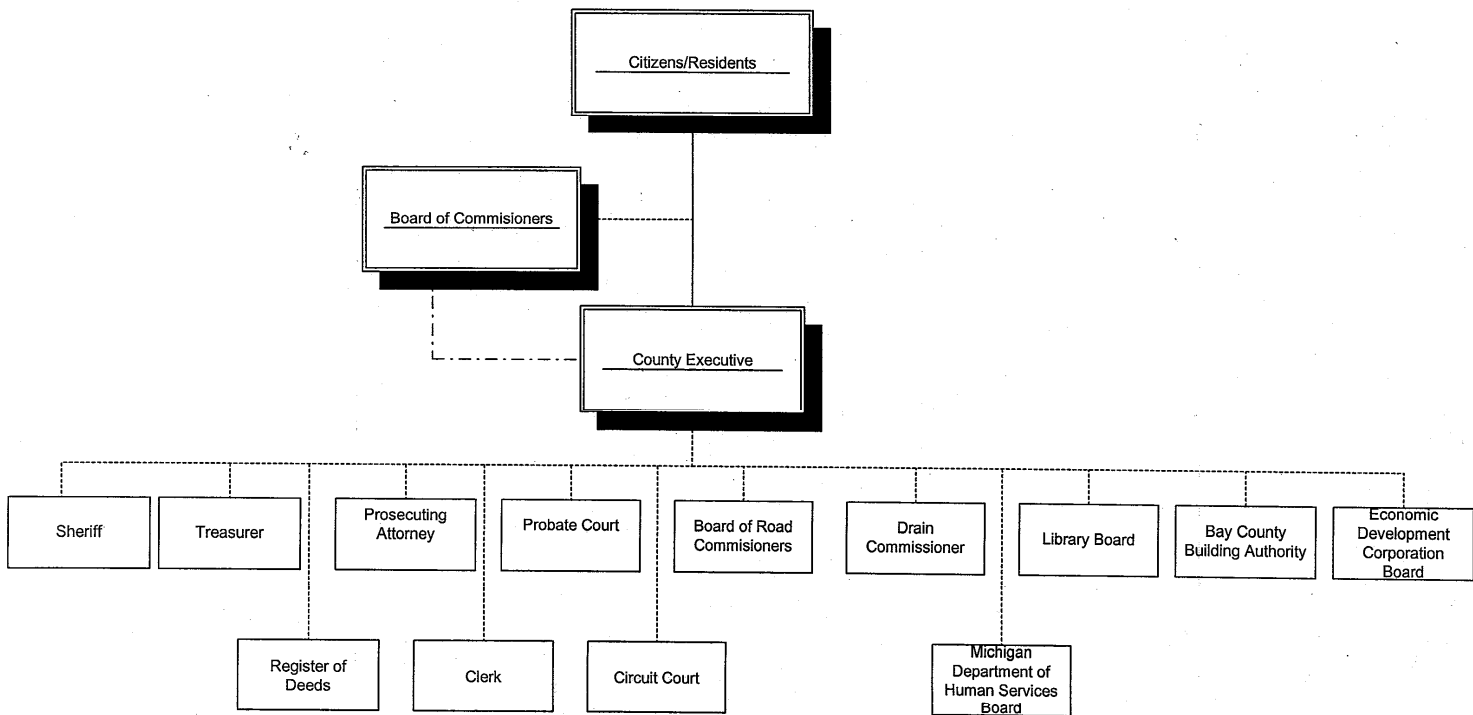 Citizens/Residents
Board of Commisioners
County Executive
Sheriff
Treasurer
Prosecuting
Attorney
Probate Court
Board of Road
Commisioners
Drain
Commissioner
Library Board
Bay County
Building Authority
Economic
Development
Corporation
Board
Register of
Deeds
Clerk
Circuit Court
Michigan
Department of
Human Services
Board